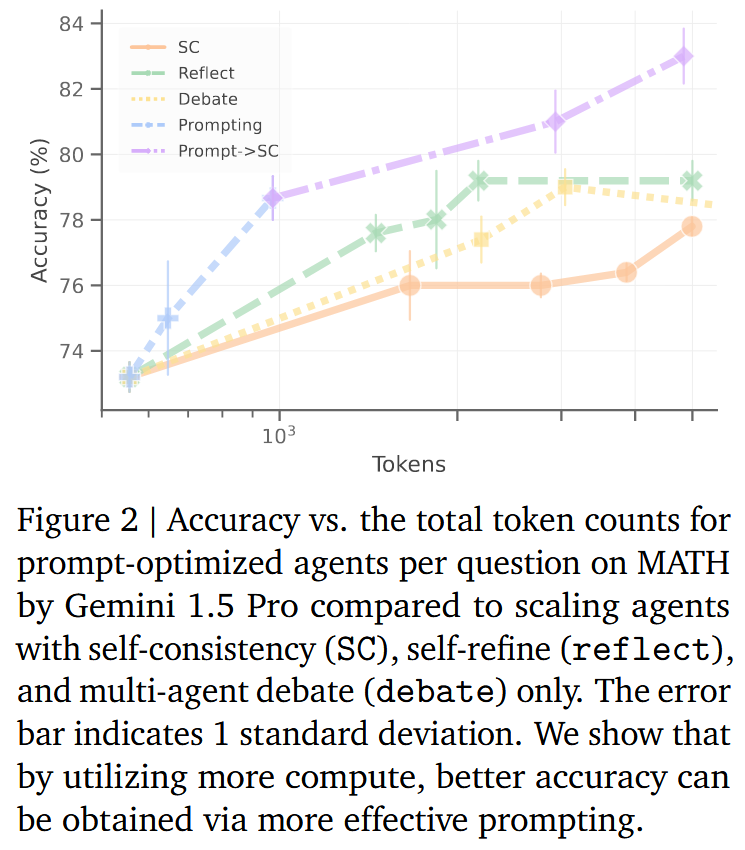 84
82
80
78
76
74
Accuracy (%)
SC
Reflect
Debate
Prompting
Prompt->SC
10³
Tokens
Figure 2 | Accuracy vs. the total token counts for
prompt-optimized agents per question on MATH
by Gemini 1.5 Pro compared to scaling agents
with self-consistency (SC), self-refine (reflect),
and multi-agent debate (debate) only. The error
bar indicates 1 standard deviation. We show that
by utilizing more compute, better accuracy can
be obtained via more effective prompting.